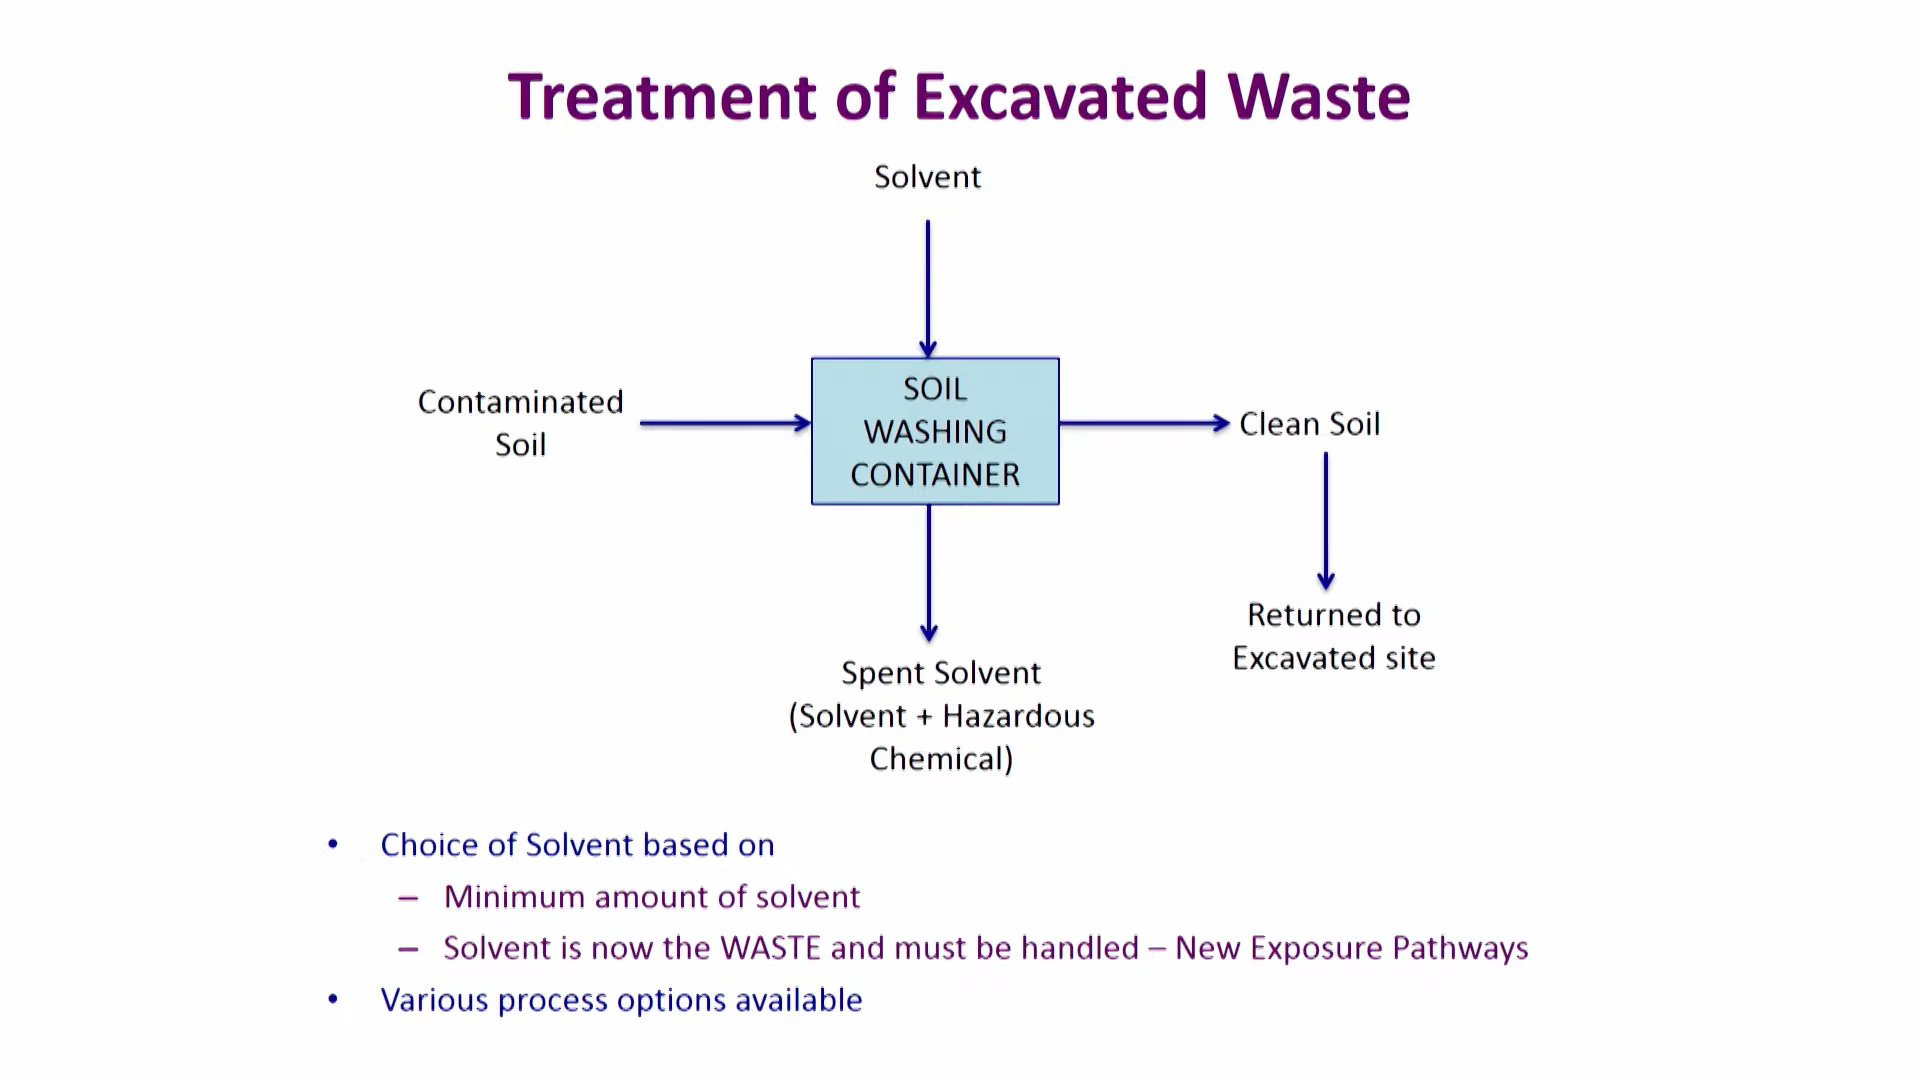 Treatment of Excavated Waste
Solvent
Contaminated
Soil
SOIL
WASHING
CONTAINER
Clean Soil
Returned to
Excavated site
Spent Solvent
(Solvent + Hazardous
Chemical)
• Choice of Solvent based on
– Minimum amount of solvent
– Solvent is now the WASTE and must be handled – New Exposure Pathways
• Various process options available